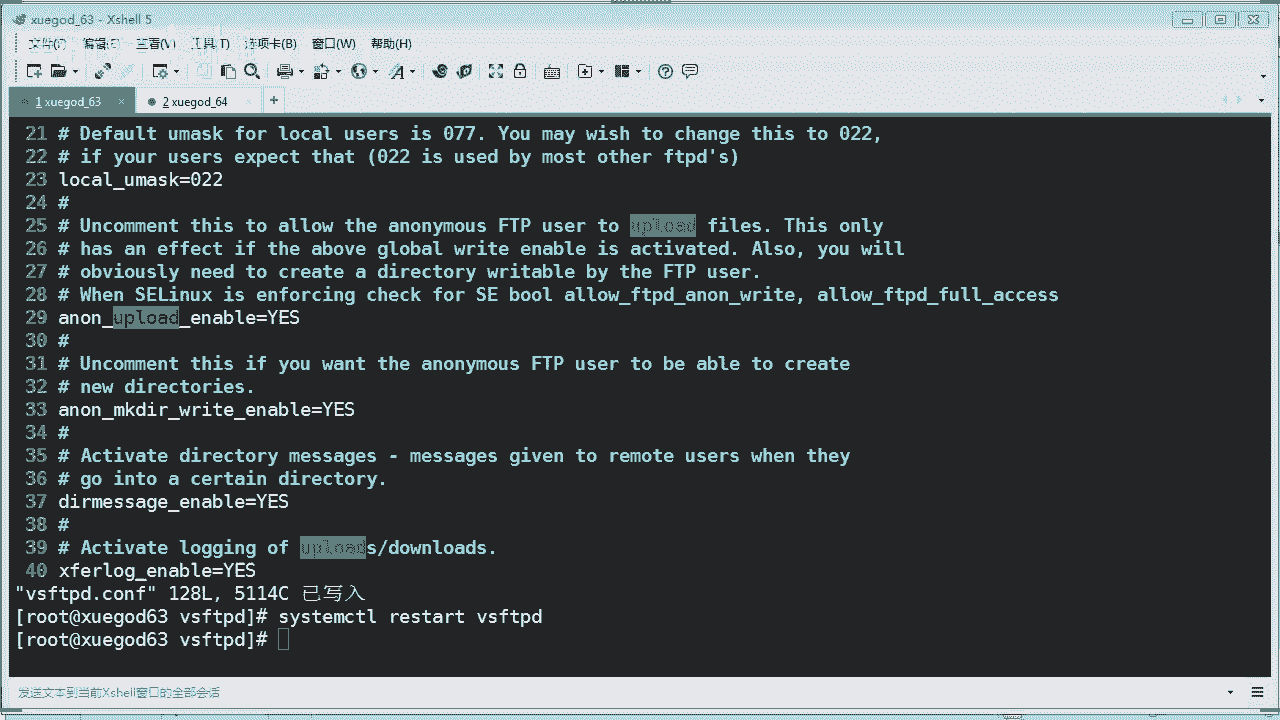 xuegod_63 - Xshell 5
文件(F) 编辑(E) 查看(V) 工具(T) 选项卡(B) 窗口(W) 帮助(H)
1 xuegod_63 × 2 xuegod_64 × +
21 # Default umask for local users is 077. You may wish to change this to 022,
22 # if your users expect that (022 is used by most other ftpd's)
23 local_umask=022
24 #
25 # Uncomment this to allow the anonymous FTP user to upload files. This only
26 # has an effect if the above global write enable is activated. Also, you will
27 # obviously need to create a directory writable by the FTP user.
28 # When SELinux is enforcing check for SE bool allow_ftpd_anon_write, allow_ftpd_full_access
29 anon_upload_enable=YES
30 #
31 # Uncomment this if you want the anonymous FTP user to be able to create
32 # new directories.
33 anon_mkdir_write_enable=YES
34 #
35 # Activate directory messages - messages given to remote users when they
36 # go into a certain directory.
37 dirmessage_enable=YES
38 #
39 # Activate logging of uploads/downloads.
40 xferlog_enable=YES
"vsftpd.conf" 128L, 5114C 已写入
[root@xuegod63 vsftpd]# systemctl restart vsftpd
[root@xuegod63 vsftpd]#
发送文本到当前Xshell窗口的全部会话